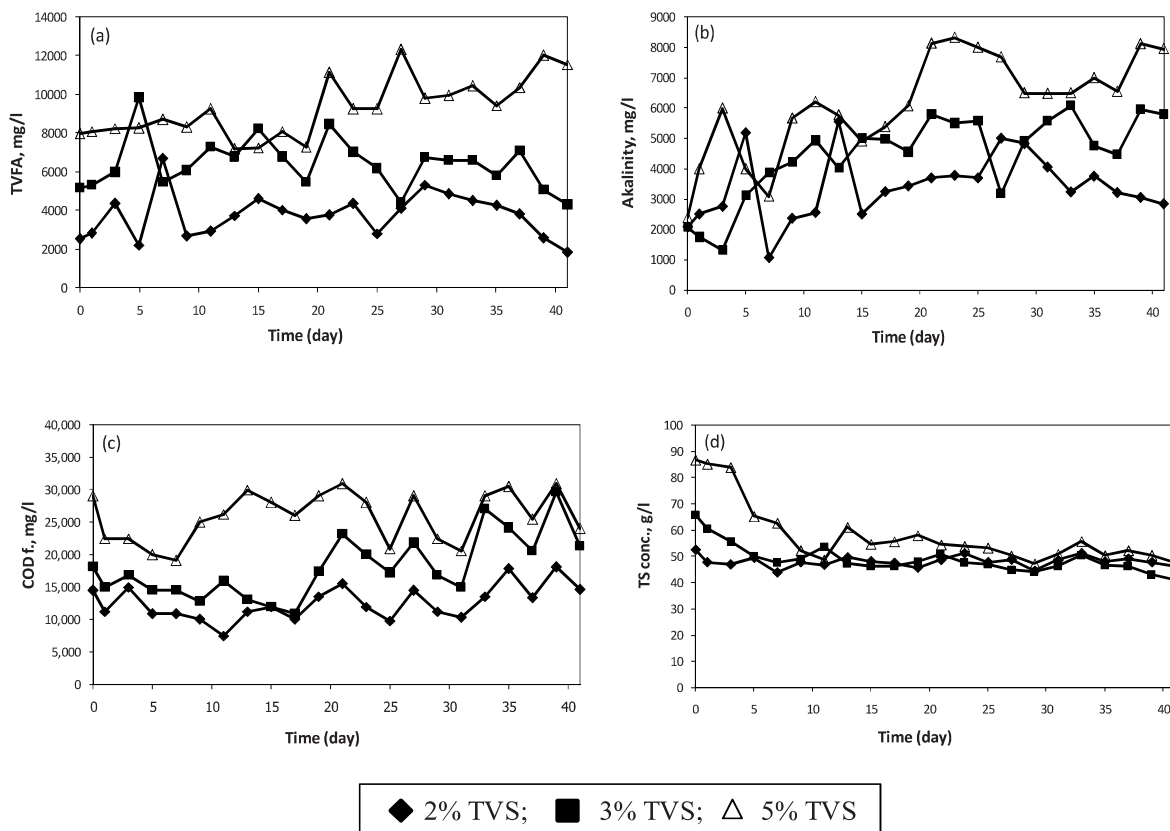 (a)
14000
12000
10000
8000
6000
4000
2000
0
TVFA, mg/l
0 5 10 15 20 25 30 35 40
Time (day)
(b)
9000
8000
7000
6000
5000
4000
3000
2000
1000
0
Akalinity, mg/l
0 5 10 15 20 25 30 35 40
Time (day)
(c)
40,000
35,000
30,000
25,000
20,000
15,000
10,000
5,000
0
COD f., mg/l
0 5 10 15 20 25 30 35 40
Time (day)
(d)
100
90
80
70
60
50
40
30
20
10
0
TS conc., g/l
0 5 10 15 20 25 30 35 40
Time (day)
2% TVS; 3% TVS; 5% TVS